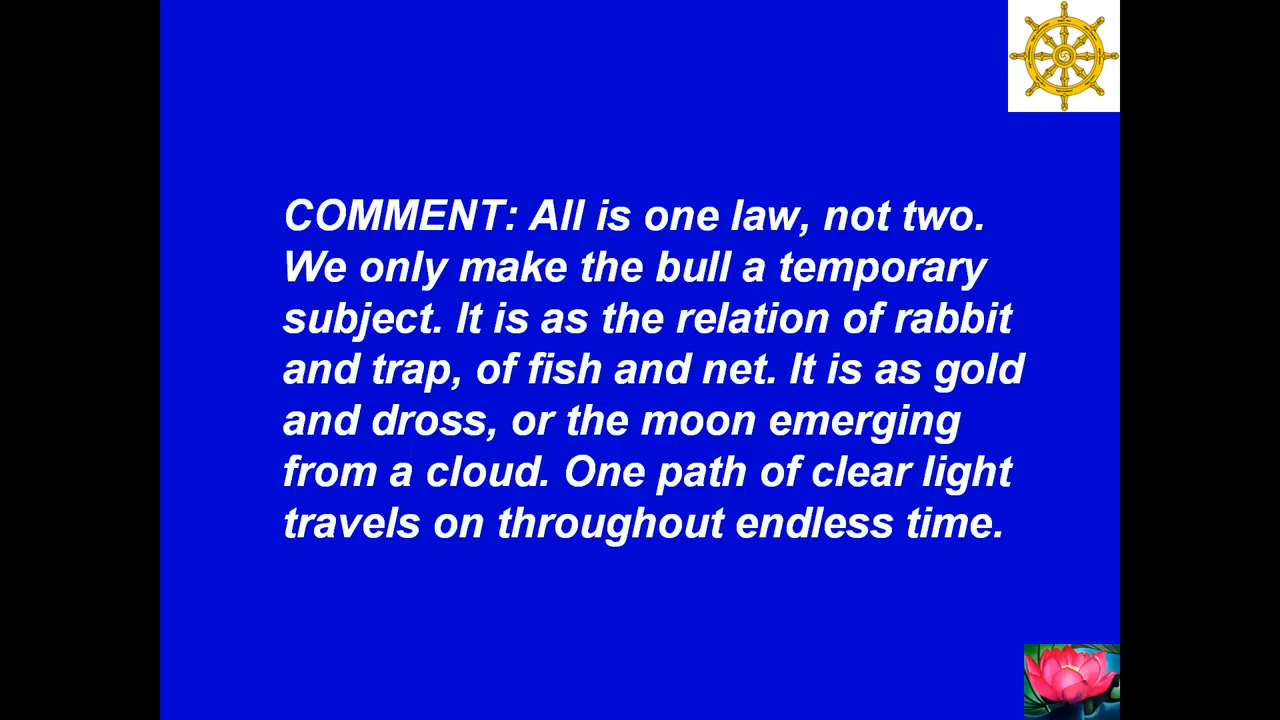 COMMENT: All is one law, not two.
We only make the bull a temporary
subject. It is as the relation of rabbit
and trap, of fish and net. It is as gold
and dross, or the moon emerging
from a cloud. One path of clear light
travels on throughout endless time.